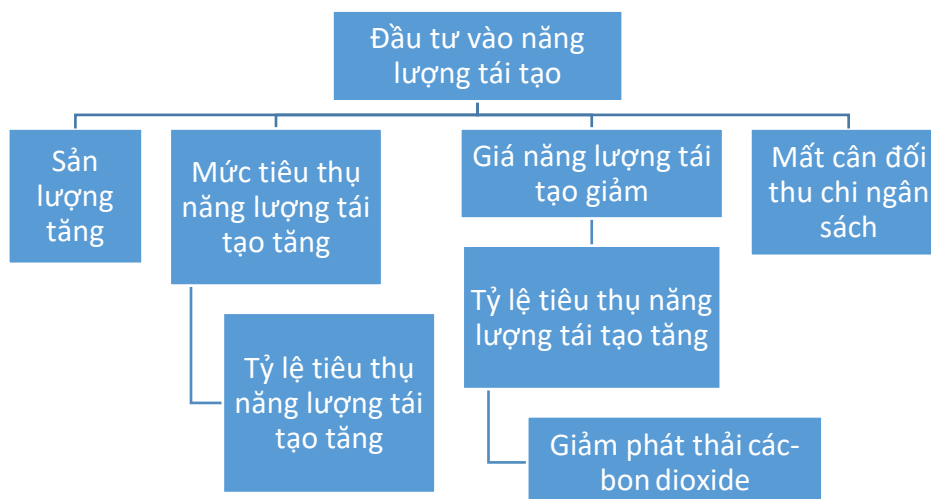 Đầu tư vào năng
lượng tái tạo
Sản
lượng
tăng
Mức tiêu thụ
năng lượng tái
tạo tăng
Tỷ lệ tiêu thụ
năng lượng tái
tạo tăng
Giá năng lượng tái
tạo giảm
Tỷ lệ tiêu thụ năng
lượng tái tạo tăng
Giảm phát thải các-
bon dioxide
Mất cân đối
thu chi ngân
sách